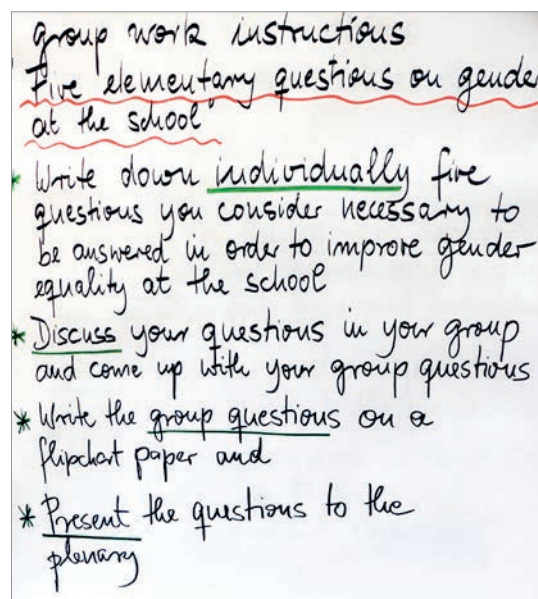 group work instructions
Five elementary questions on gender
at the school
* Write down individually five
questions you consider necessary to
be answered in order to improve gender
equality at the school
* Discuss your questions in your group
and come up with your group questions
* Write the group questions on a
flipchart paper and
* Present the questions to the
plenary